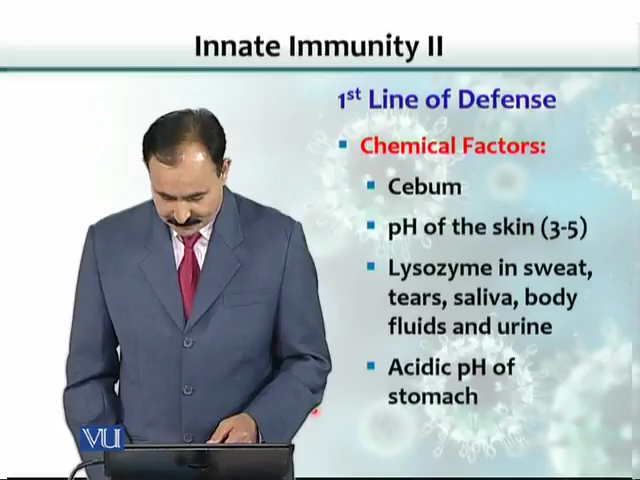 Innate Immunity II
1st Line of Defense
Chemical Factors:
Cebum
pH of the skin (3-5)
Lysozyme in sweat,
tears, saliva, body
fluids and urine
Acidic pH of
stomach
VU